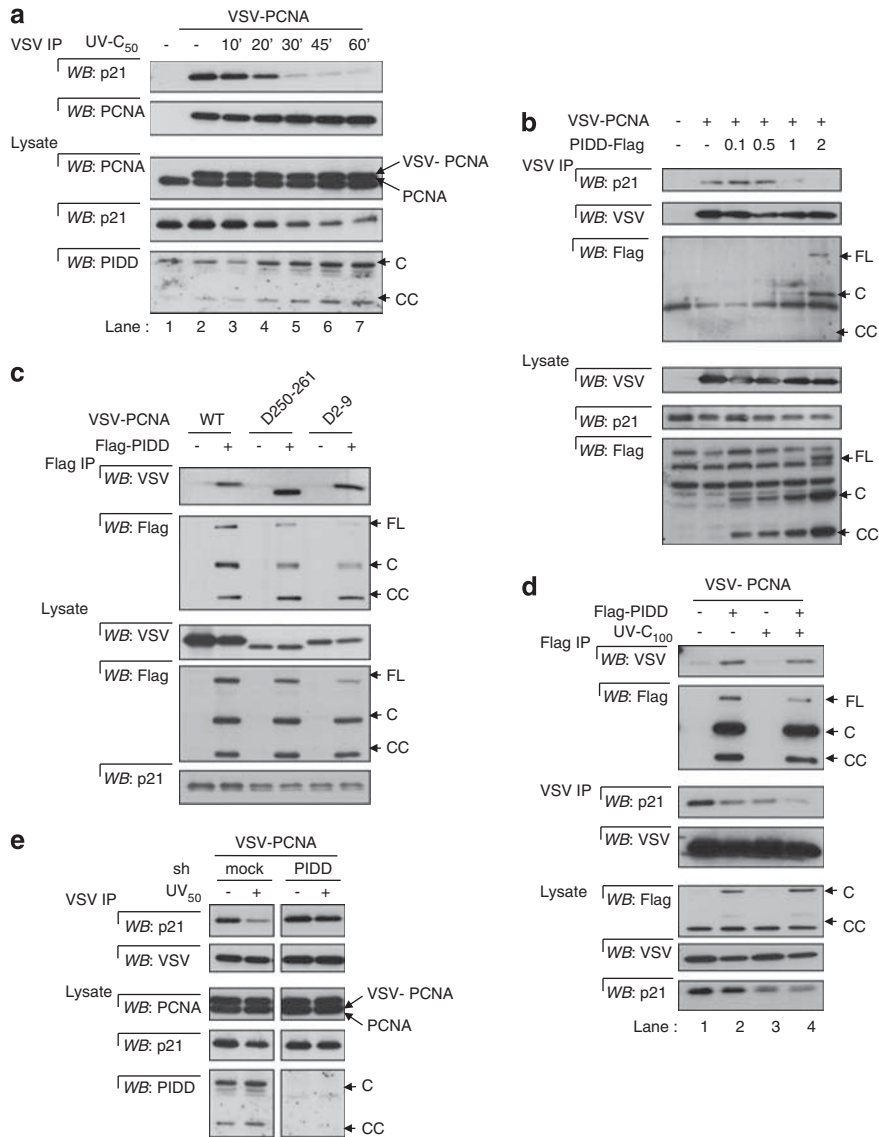 a
VSV-PCNA
VSV IP UV-C50 - - 10’ 20’ 30’ 45’ 60’
WB: p21
WB: PCNA
Lysate
WB: PCNA
VSV- PCNA
PCNA
WB: p21
WB: PIDD
C
CC
Lane : 1 2 3 4 5 6 7
b
VSV-PCNA - + + + + +
PIDD-Flag - - 0.1 0.5 1 2
VSV IP
WB: p21
WB: VSV
WB: Flag
FL
C
CC
Lysate
WB: VSV
WB: p21
WB: Flag
FL
C
CC
c
VSV-PCNA WT D250-261 D2-9
Flag-PIDD - + - + - +
Flag IP
WB: VSV
WB: Flag
FL
C
CC
Lysate
WB: VSV
WB: Flag
FL
C
CC
WB: p21
d
VSV- PCNA
Flag-PIDD - + - +
UV-C100 - - + +
Flag IP
WB: VSV
WB: Flag
FL
C
CC
VSV IP
WB: p21
WB: VSV
Lysate
WB: Flag
C
CC
WB: VSV
WB: p21
Lane : 1 2 3 4
e
VSV-PCNA
sh mock PIDD
UV50 - + - +
VSV IP
WB: p21
WB: VSV
Lysate
WB: PCNA
VSV- PCNA
PCNA
WB: p21
WB: PIDD
C
CC